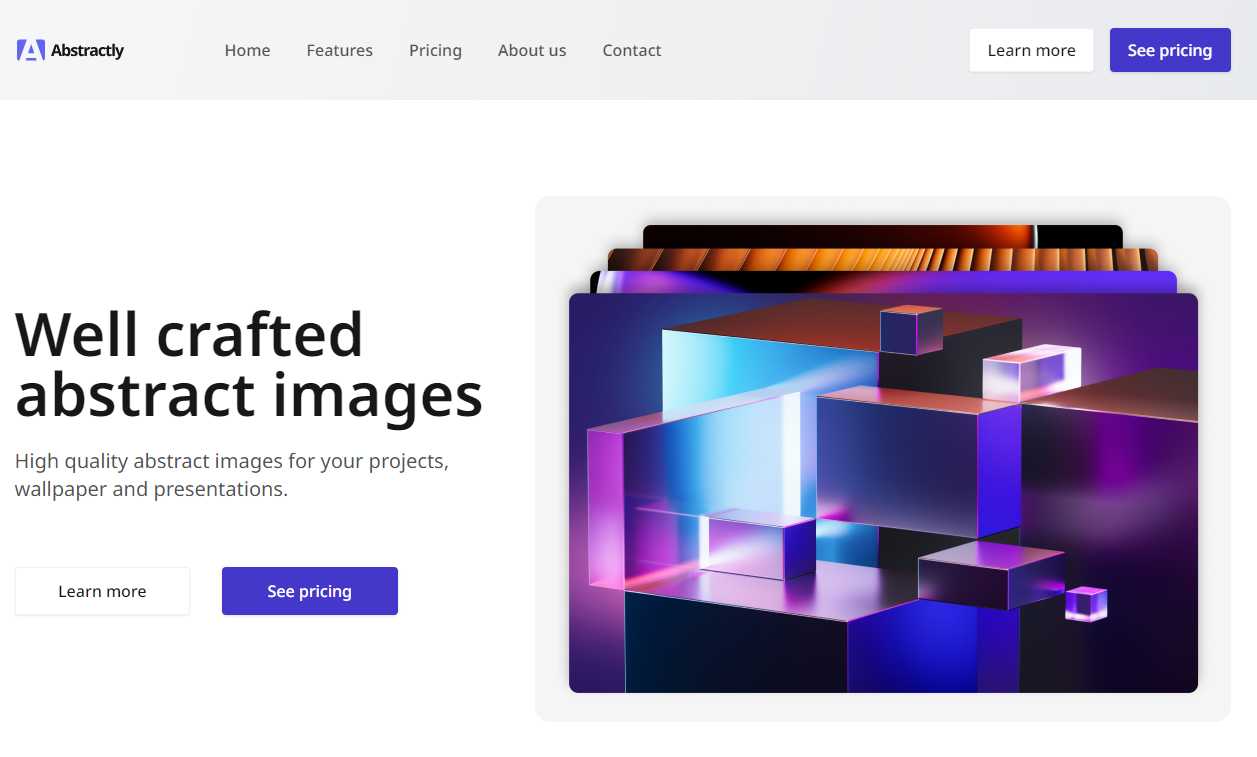 Abstractly
Home
Features
Pricing
About us
Contact
Learn more
See pricing
Well crafted
abstract images
High quality abstract images for your projects,
wallpaper and presentations.
Learn more
See pricing